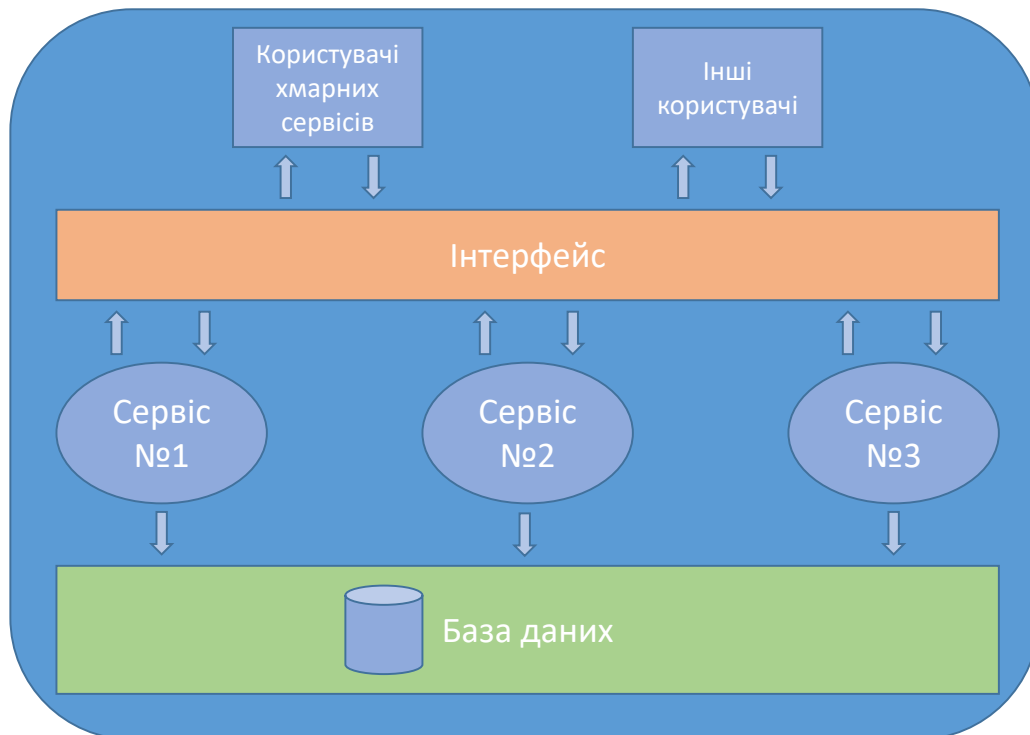 Користувачі
хмарних
сервісів
Інші
користувачі
Інтерфейс
Сервіс
№1
Сервіс
№2
Сервіс
№3
База даних